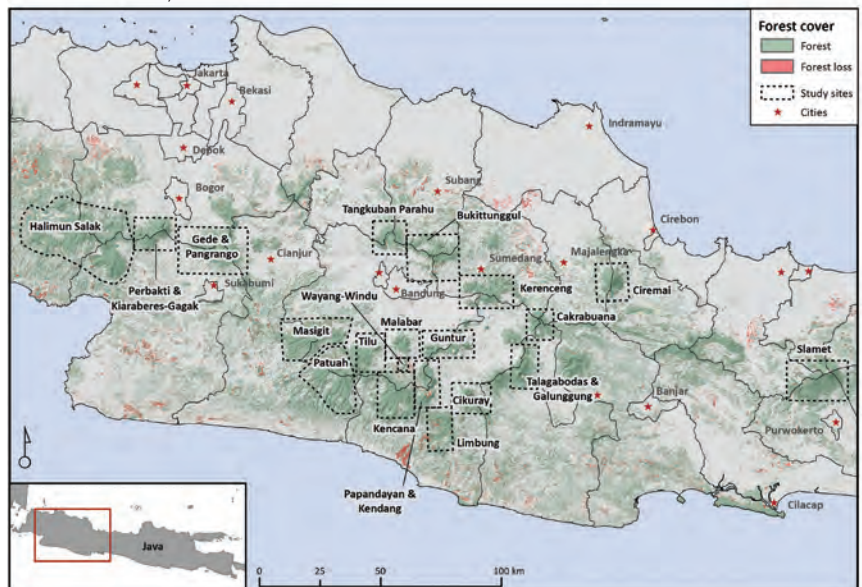 Forest cover
Forest
Forest loss
Study sites
Cities
Jakarta
Bekasi
Indramayu
Depok
Bogor
Subang
Tangkuban Parahu
Bukittunggul
Cirebon
Halimun Salak
Gede &
Pangrango
Cianjur
Sumedang
Majalengka
Perbakti &
Kiaraberes-Gagak
Sukabumi
Wayang-Windu
Bandung
Kerenceng
Ciremai
Masigit
Malabar
Cakrabuana
Tilu
Guntur
Slamet
Patuah
Talagabodas &
Galunggung
Banjar
Cikuray
Kencana
Limbung
Purwokerto
Papandayan &
Kendang
Cilacap
Java
0 25 50 100 km